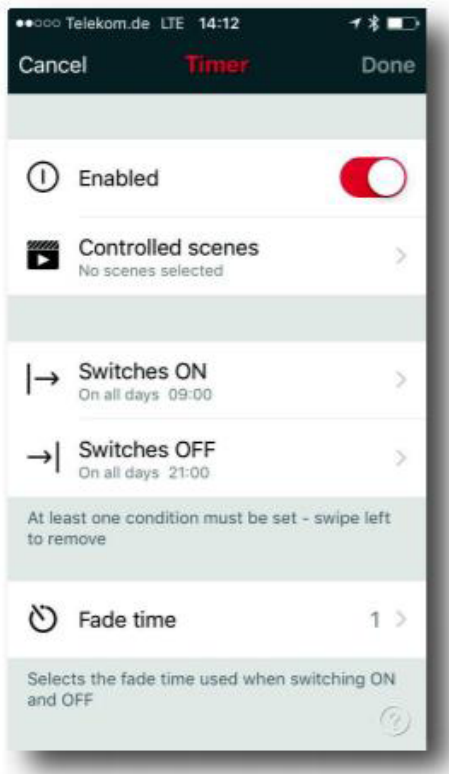 Telekom.de LTE 14:12
Cancel Timer Done
Enabled
Controlled scenes
No scenes selected
Switches ON
On all days 09:00
Switches OFF
On all days 21:00
At least one condition must be set - swipe left
to remove
Fade time 1
Selects the fade time used when switching ON
and OFF
?